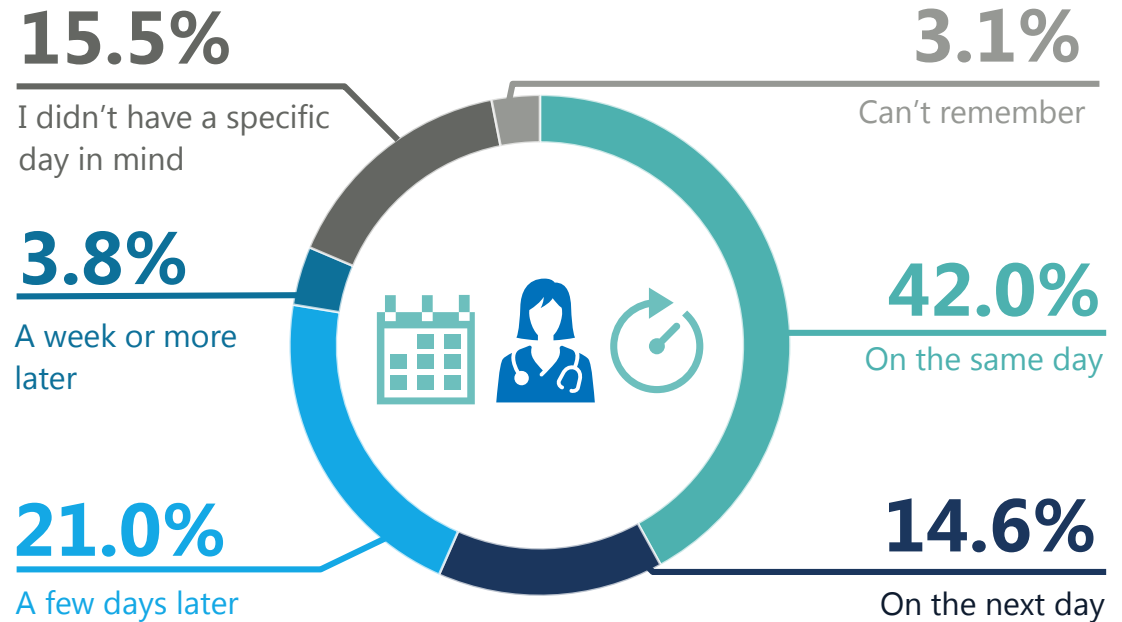 15.5%
I didn’t have a specific
day in mind
3.8%
A week or more
later
21.0%
A few days later
3.1%
Can’t remember
42.0%
On the same day
14.6%
On the next day